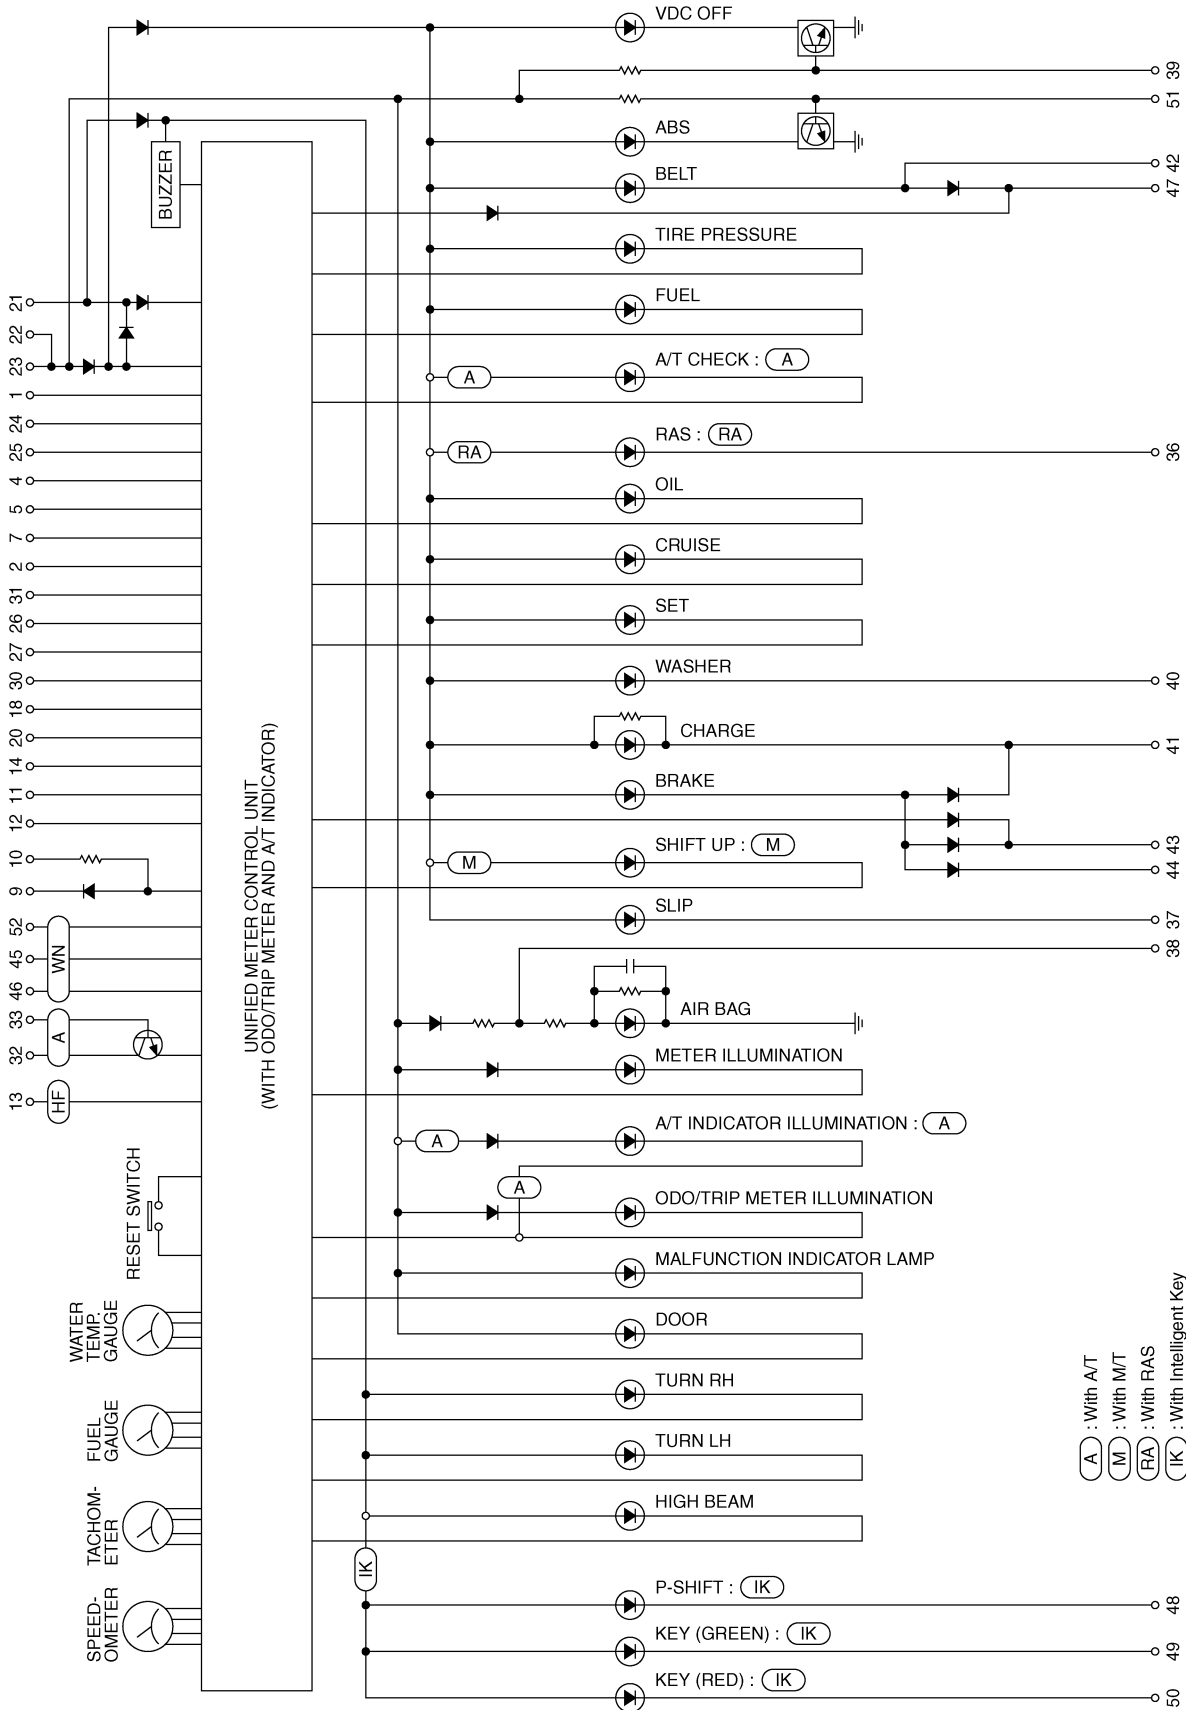 VDC OFF
39
51
ABS
BUZZER
42
BELT
47
TIRE PRESSURE
21
FUEL
22
23
A/T CHECK : A
A
1
24
RAS : RA
25
RA
36
4
OIL
5
7
CRUISE
2
31
SET
26
27
WASHER
30
40
18
CHARGE
20
41
14
BRAKE
11
12
SHIFT UP : M
43
10
M
44
9
SLIP
52
37
WN
45
38
46
AIR BAG
33
A
32
METER ILLUMINATION
13
HF
UNIFIED METER CONTROL UNIT
(WITH ODO/TRIP METER AND A/T INDICATOR)
A/T INDICATOR ILLUMINATION : A
A
A
RESET SWITCH
ODO/TRIP METER ILLUMINATION
MALFUNCTION INDICATOR LAMP
WATER
TEMP.
GAUGE
DOOR
TURN RH
FUEL
GAUGE
TURN LH
HIGH BEAM
TACHOM-
ETER
IK
P-SHIFT : IK
48
SPEED-
OMETER
KEY (GREEN) : IK
49
KEY (RED) : IK
50
A : With A/T
M : With M/T
RA : With RAS
IK : With Intelligent Key